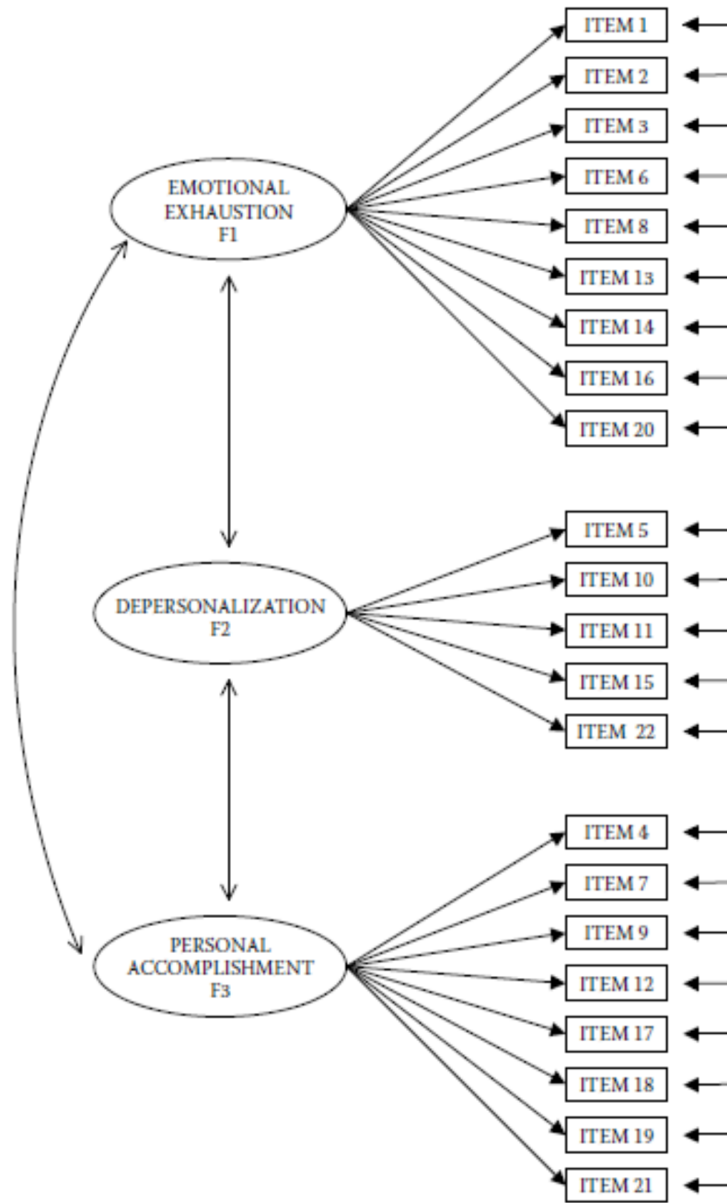 ITEM 1
ITEM 2
ITEM 3
ITEM 6
ITEM 8
ITEM 13
ITEM 14
ITEM 16
ITEM 20
EMOTIONAL
EXHAUSTION
F1
ITEM 5
ITEM 10
ITEM 11
ITEM 15
ITEM 22
DEPERSONALIZATION
F2
ITEM 4
ITEM 7
ITEM 9
ITEM 12
ITEM 17
ITEM 18
ITEM 19
ITEM 21
PERSONAL
ACCOMPLISHMENT
F3